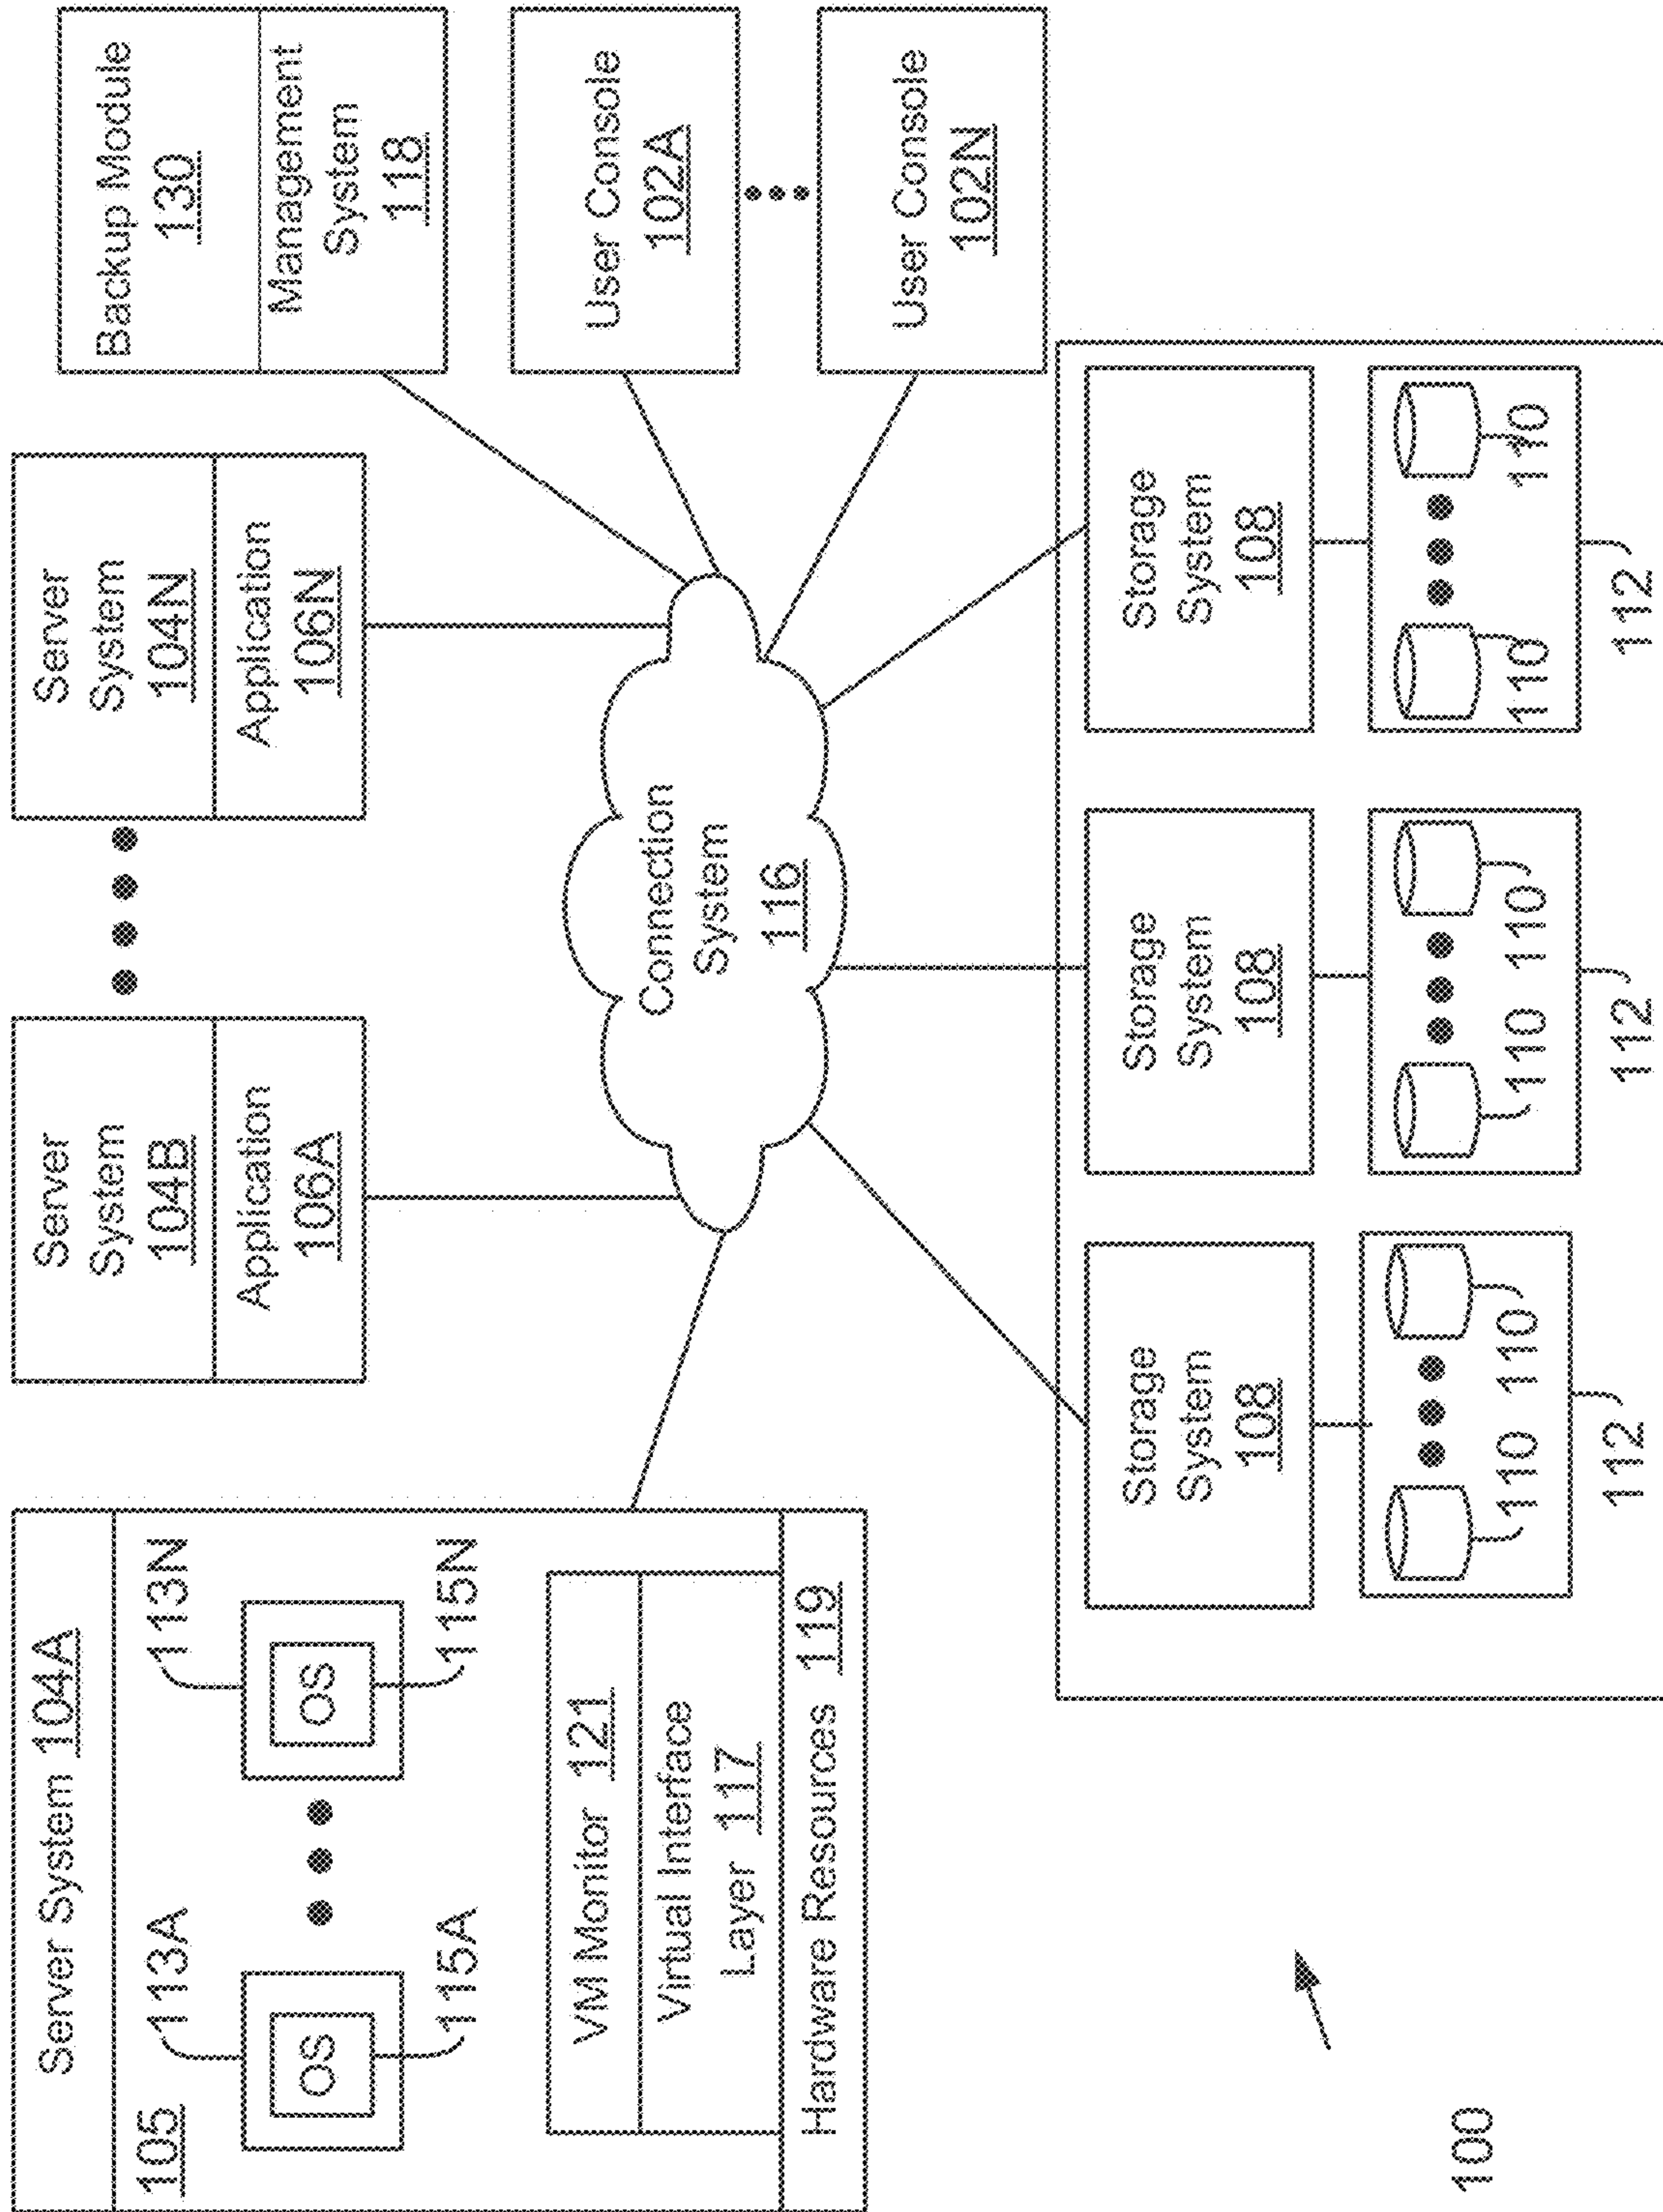 Server System 104A
105
113A
113N
OS
OS
115A
115N
VM Monitor 121
Virtual Interface
Layer 117
Hardware Resources 119
Server
System
104B
Application
106A
Server
System
104N
Application
106N
Backup Module
130
Management
System
118
User Console
102A
User Console
102N
Connection
System
116
Storage
System
108
110
110
112
Storage
System
108
110
110
112
Storage
System
108
110
110
112
100